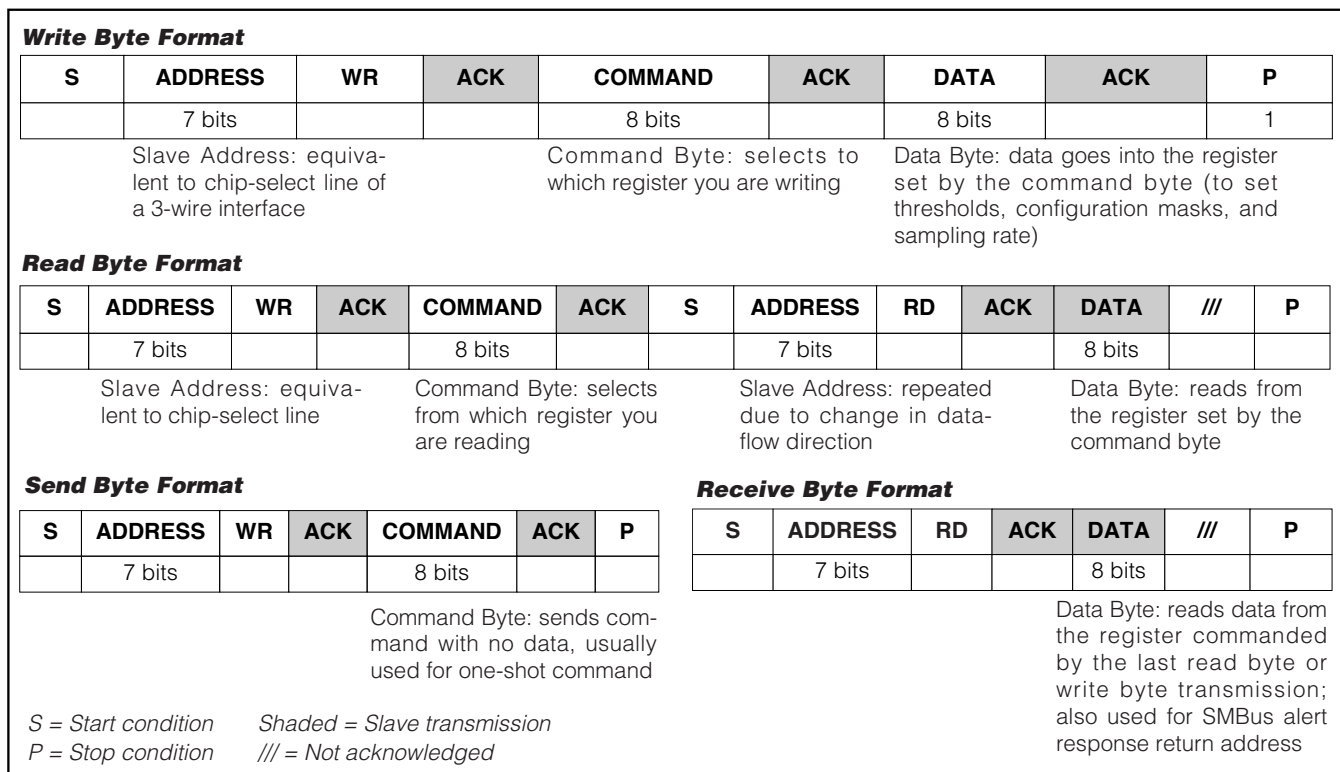 Write Byte Format
S ADDRESS WR ACK COMMAND ACK DATA ACK P
7 bits 8 bits 8 bits 1
Slave Address: equiva-
lent to chip-select line of
a 3-wire interface
Command Byte: selects to
which register you are writing
Data Byte: data goes into the register
set by the command byte (to set
thresholds, configuration masks, and
sampling rate)
Read Byte Format
S ADDRESS WR ACK COMMAND ACK S ADDRESS RD ACK DATA /// P
7 bits 8 bits 7 bits 8 bits
Slave Address: equiva-
lent to chip-select line
Command Byte: selects
from which register you
are reading
Slave Address: repeated
due to change in data-
flow direction
Data Byte: reads from
the register set by the
command byte
Send Byte Format
S ADDRESS WR ACK COMMAND ACK P
7 bits 8 bits
Command Byte: sends com-
mand with no data, usually
used for one-shot command
Receive Byte Format
S ADDRESS RD ACK DATA /// P
7 bits 8 bits
Data Byte: reads data from
the register commanded
by the last read byte or
write byte transmission;
also used for SMBus alert
response return address
S = Start condition Shaded = Slave transmission
P = Stop condition /// = Not acknowledged